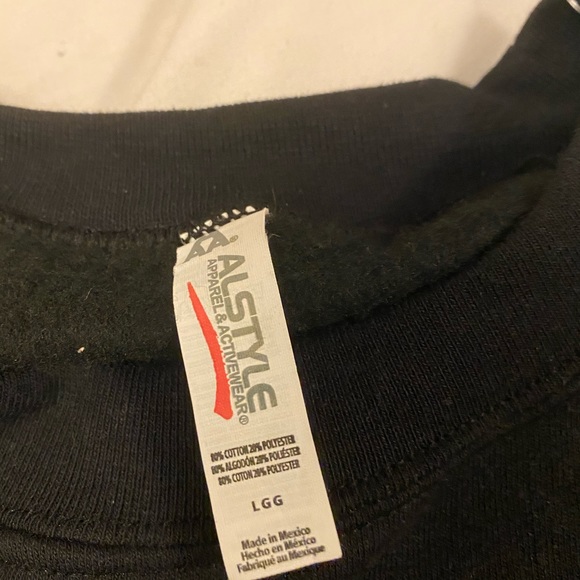 ALSTYLE
APPAREL & ACTIVEWEAR®
80% COTTON 20% POLYESTER
80% ALGODÓN 20% POLIÉSTER
80% COTON 20% POLYESTER
LGG
Made in Mexico
Hecho en México
Fabriqué au Mexique